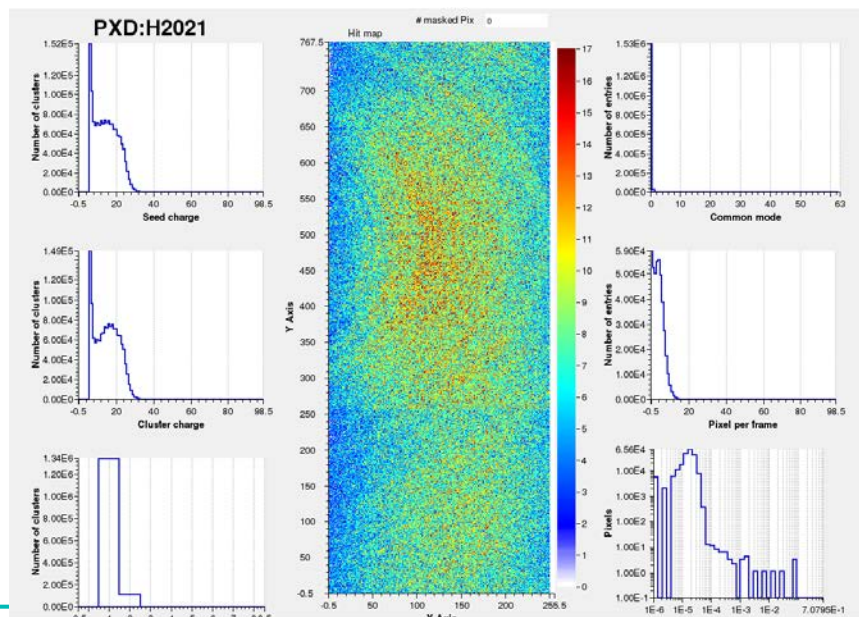 PXD:H2021
# masked Pix 0
Hit map
1.52E5
1.20E5
1.00E5
8.00E4
6.00E4
4.00E4
2.00E4
0.00E0
Number of clusters
-0.5 20 40 60 80 98.5
Seed charge
1.49E5
1.20E5
1.00E5
8.00E4
6.00E4
4.00E4
2.00E4
0.00E0
Number of clusters
-0.5 20 40 60 80 98.5
Cluster charge
1.34E6
1.00E6
8.00E5
6.00E5
4.00E5
2.00E5
0.00E0
Number of clusters
767.5
700
650
600
550
500
450
400
350
300
250
200
150
100
50
-0.5
Y Axis
-0.5 50 100 150 200 255.5
X Axis
17
16
15
14
13
12
11
10
9
8
7
6
5
4
3
2
1
0
1.53E6
1.20E6
1.00E6
8.00E5
6.00E5
4.00E5
2.00E5
0.00E0
Number of entries
0 10 20 30 40 50 63
Common mode
5.90E4
5.00E4
4.00E4
3.00E4
2.00E4
1.00E4
0.00E0
Number of entries
-0.5 20 40 60 80 98.5
Pixel per frame
6.56E4
1.00E4
1.00E3
1.00E2
1.00E1
1.00E0
1.00E-1
Pixels
1E-6 1E-5 1E-4 1E-3 1E-2 7.0795E-1